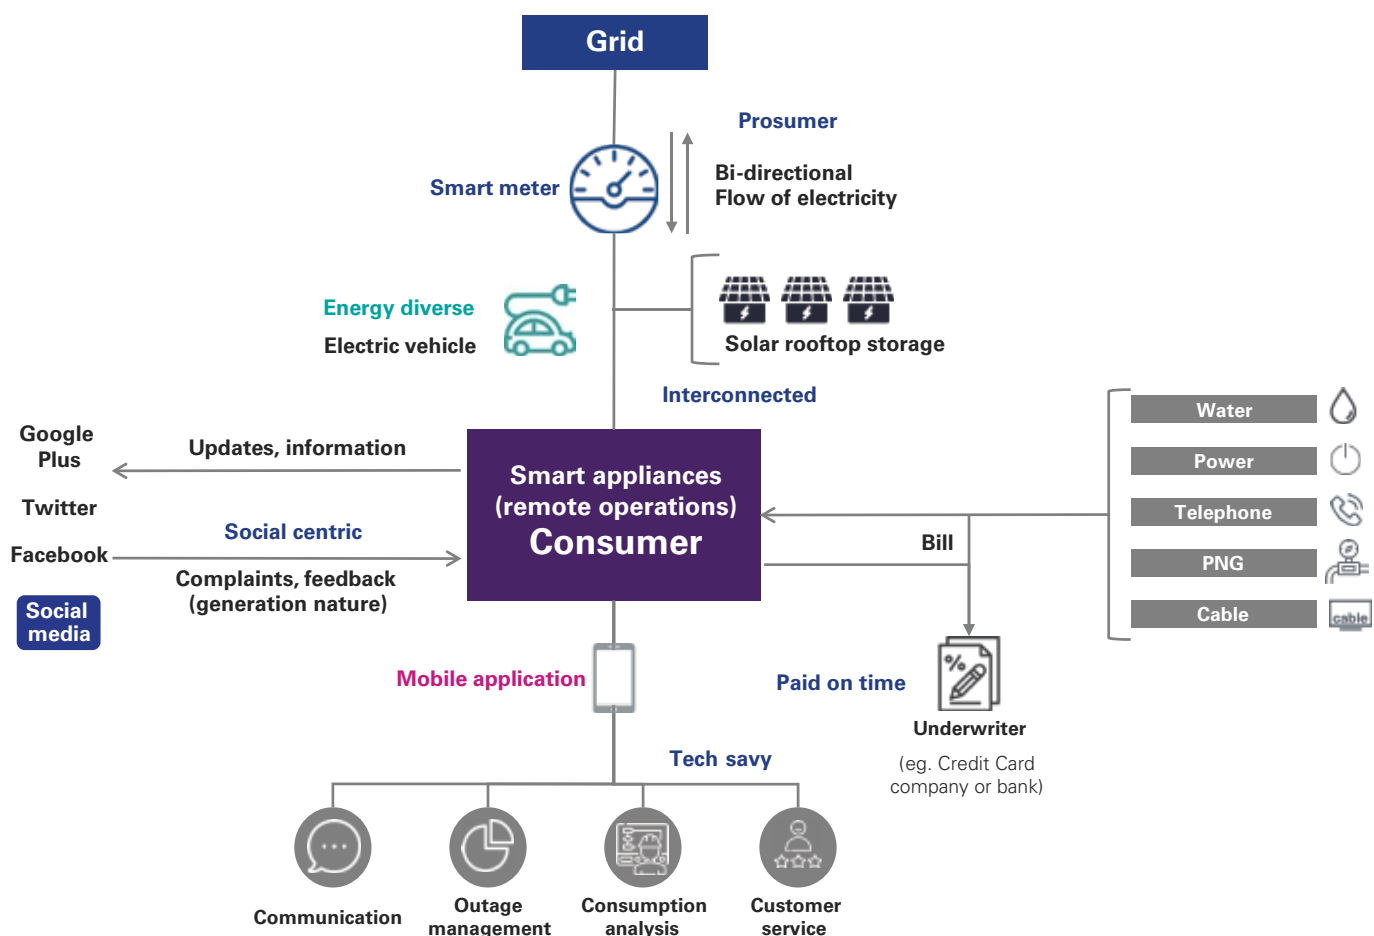 Grid
Prosumer
Smart meter
Bi-directional
Flow of electricity
Energy diverse
Electric vehicle
Solar rooftop storage
Interconnected
Google
Plus
Updates, information
Twitter
Social centric
Facebook
Complaints, feedback
(generation nature)
Social
media
Smart appliances
(remote operations)
Consumer
Bill
Water
Power
Telephone
PNG
Cable
cable
Mobile application
Paid on time
%
Underwriter
(eg. Credit Card
company or bank)
Tech savy
Communication
Outage
management
Consumption
analysis
Customer
service